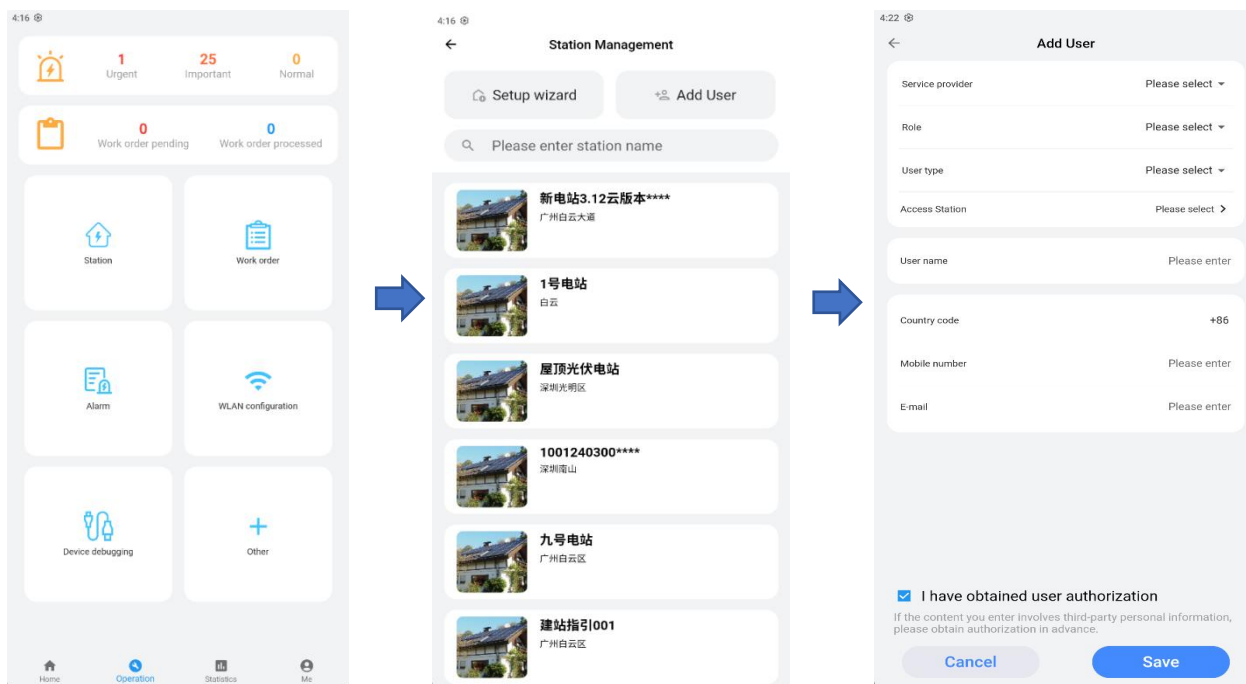 4:16
1 25 0
Urgent Important Normal
0 0
Work order pending Work order processed
Station Work order
Alarm WLAN configuration
Device debugging Other
Home Operation Statistics Me
4:16
Station Management
Setup wizard Add User
Please enter station name
新电站3.12云版本****
广州白云大道
1号电站
白云
屋顶光伏电站
深圳光明区
1001240300****
深圳南山
九号电站
广州白云区
建站指引001
广州白云区
4:22
Add User
Service provider Please select
Role Please select
User type Please select
Access Station Please select
User name Please enter
Country code +86
Mobile number Please enter
E-mail Please enter
I have obtained user authorization
If the content you enter involves third-party personal information,
please obtain authorization in advance.
Cancel Save